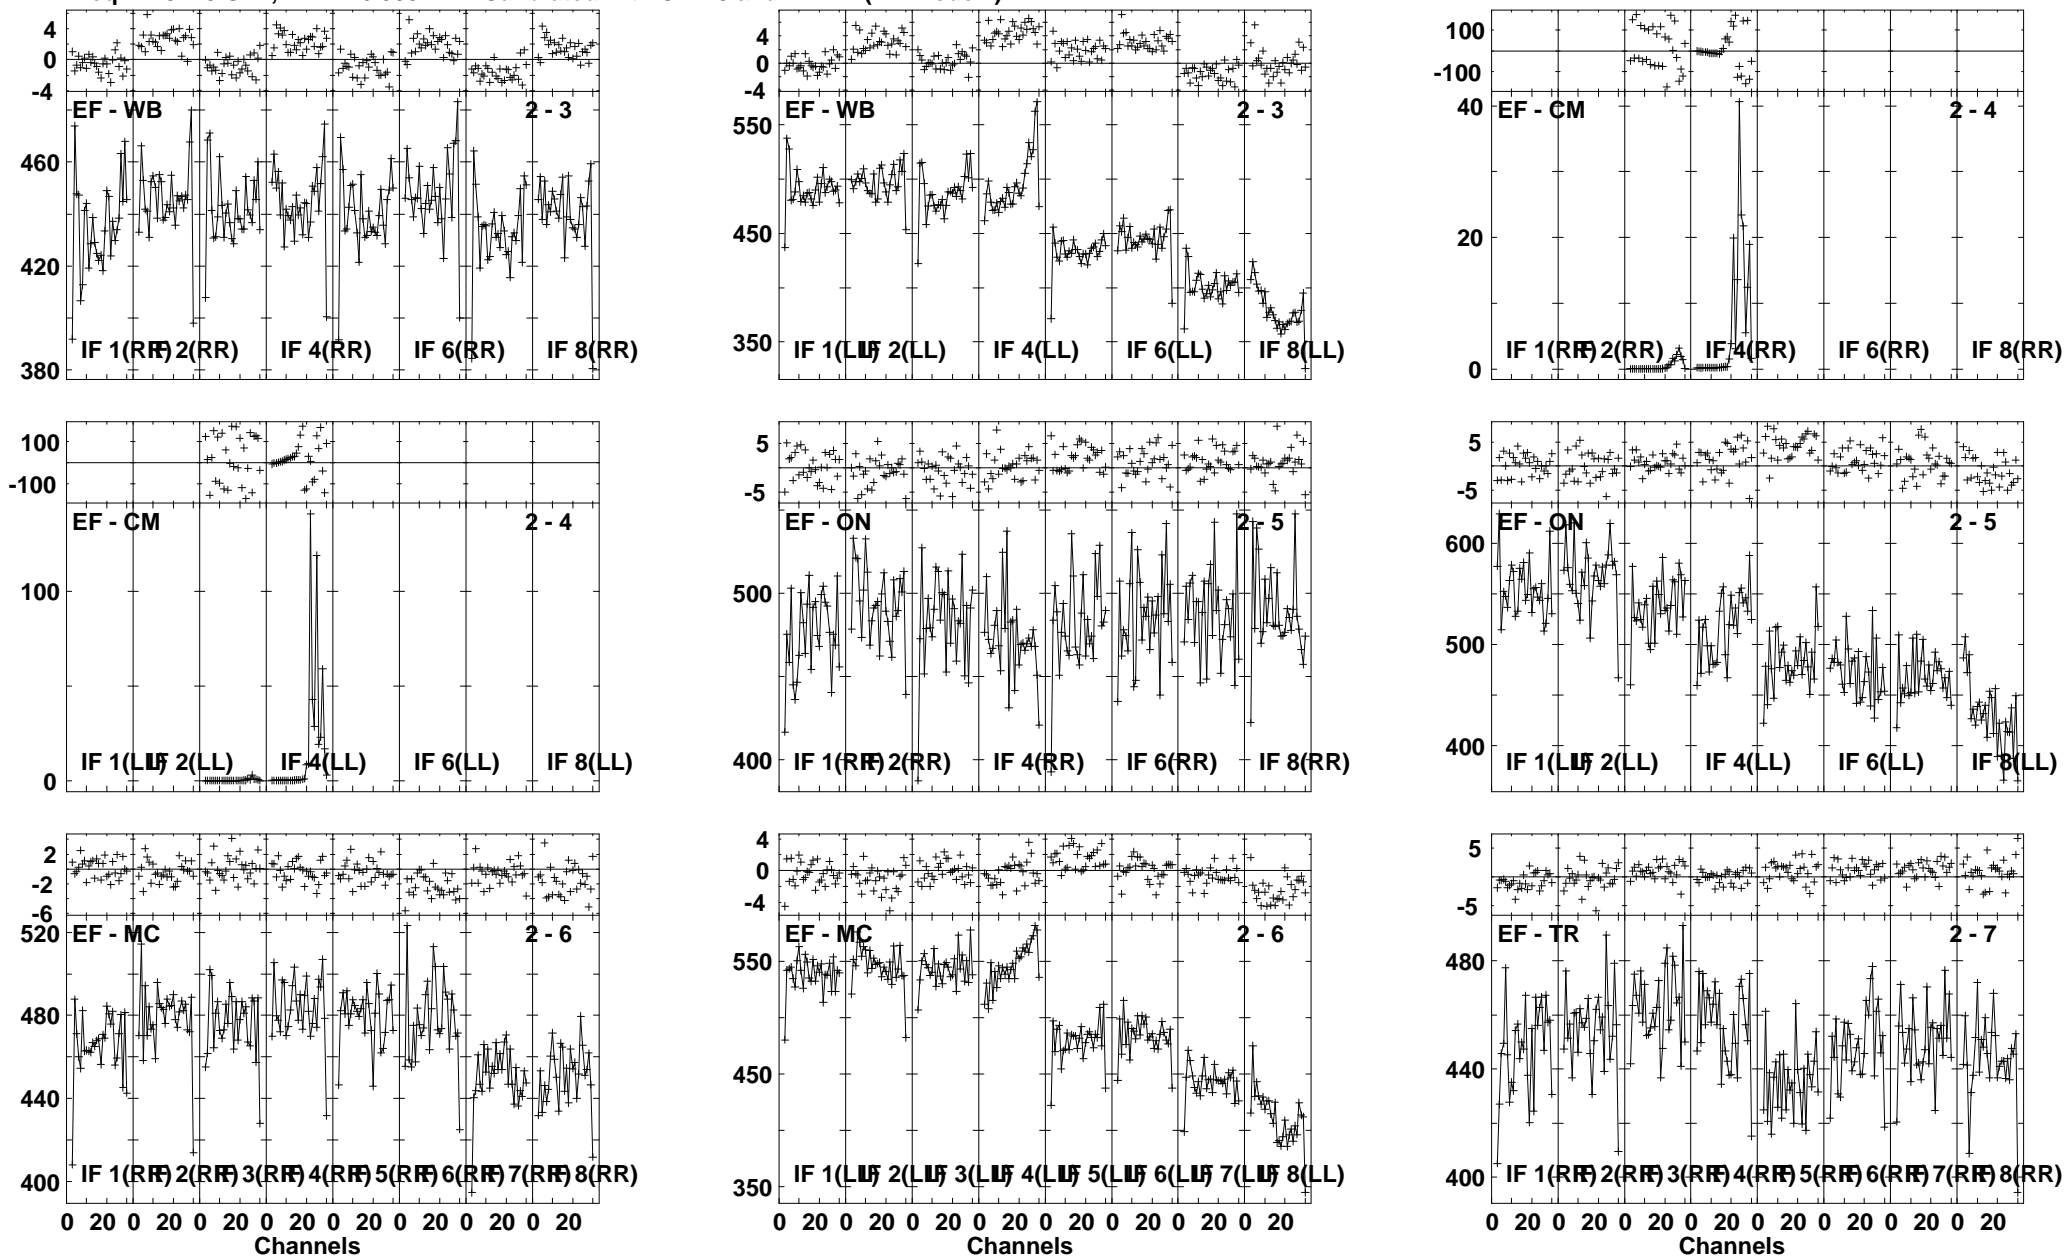 4
0
-4
EF - WB
2 - 3
460
420
380
IF 1(RR) IF 2(RR) IF 4(RR) IF 6(RR) IF 8(RR)
4
0
-4
EF - WB
2 - 3
550
450
350
IF 1(LL) IF 2(LL) IF 4(LL) IF 6(LL) IF 8(LL)
100
-100
EF - CM
2 - 4
40
20
0
IF 1(RR) IF 2(RR) IF 4(RR) IF 6(RR) IF 8(RR)
100
-100
EF - CM
2 - 4
100
0
IF 1(LL) IF 2(LL) IF 4(LL) IF 6(LL) IF 8(LL)
5
-5
EF - ON
2 - 5
500
400
IF 1(RR) IF 2(RR) IF 4(RR) IF 6(RR) IF 8(RR)
5
-5
EF - ON
2 - 5
600
500
400
IF 1(LL) IF 2(LL) IF 4(LL) IF 6(LL) IF 8(LL)
2
-2
-6
EF - MC
2 - 6
520
480
440
400
IF 1(RR) IF 2(RR) IF 3(RR) IF 4(RR) IF 5(RR) IF 6(RR) IF 7(RR) IF 8(RR)
0 20 0 20 0 20 0 20 0 20 0 20 0 20 0 20
Channels
4
0
-4
EF - MC
2 - 6
550
450
350
IF 1(LL) IF 2(LL) IF 3(LL) IF 4(LL) IF 5(LL) IF 6(LL) IF 7(LL) IF 8(LL)
0 20 0 20 0 20 0 20 0 20 0 20 0 20 0 20
Channels
5
-5
EF - TR
2 - 7
480
440
400
IF 1(RR) IF 2(RR) IF 3(RR) IF 4(RR) IF 5(RR) IF 6(RR) IF 7(RR) IF 8(RR)
0 20 0 20 0 20 0 20 0 20 0 20 0 20 0 20
Channels